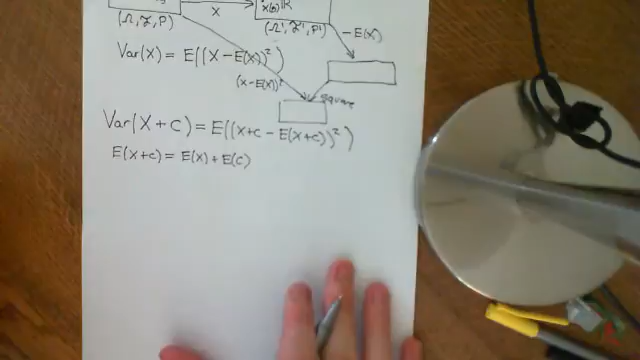 X x(ω) ℝ
(Ω, ℱ, P) (Ω', ℱ', P') -E(X)
Var(X) = E((X - E(X))²)
(X-E(X))² square
Var(X + c) = E((X+c - E(X+c))²)
E(X+c) = E(X) + E(c)